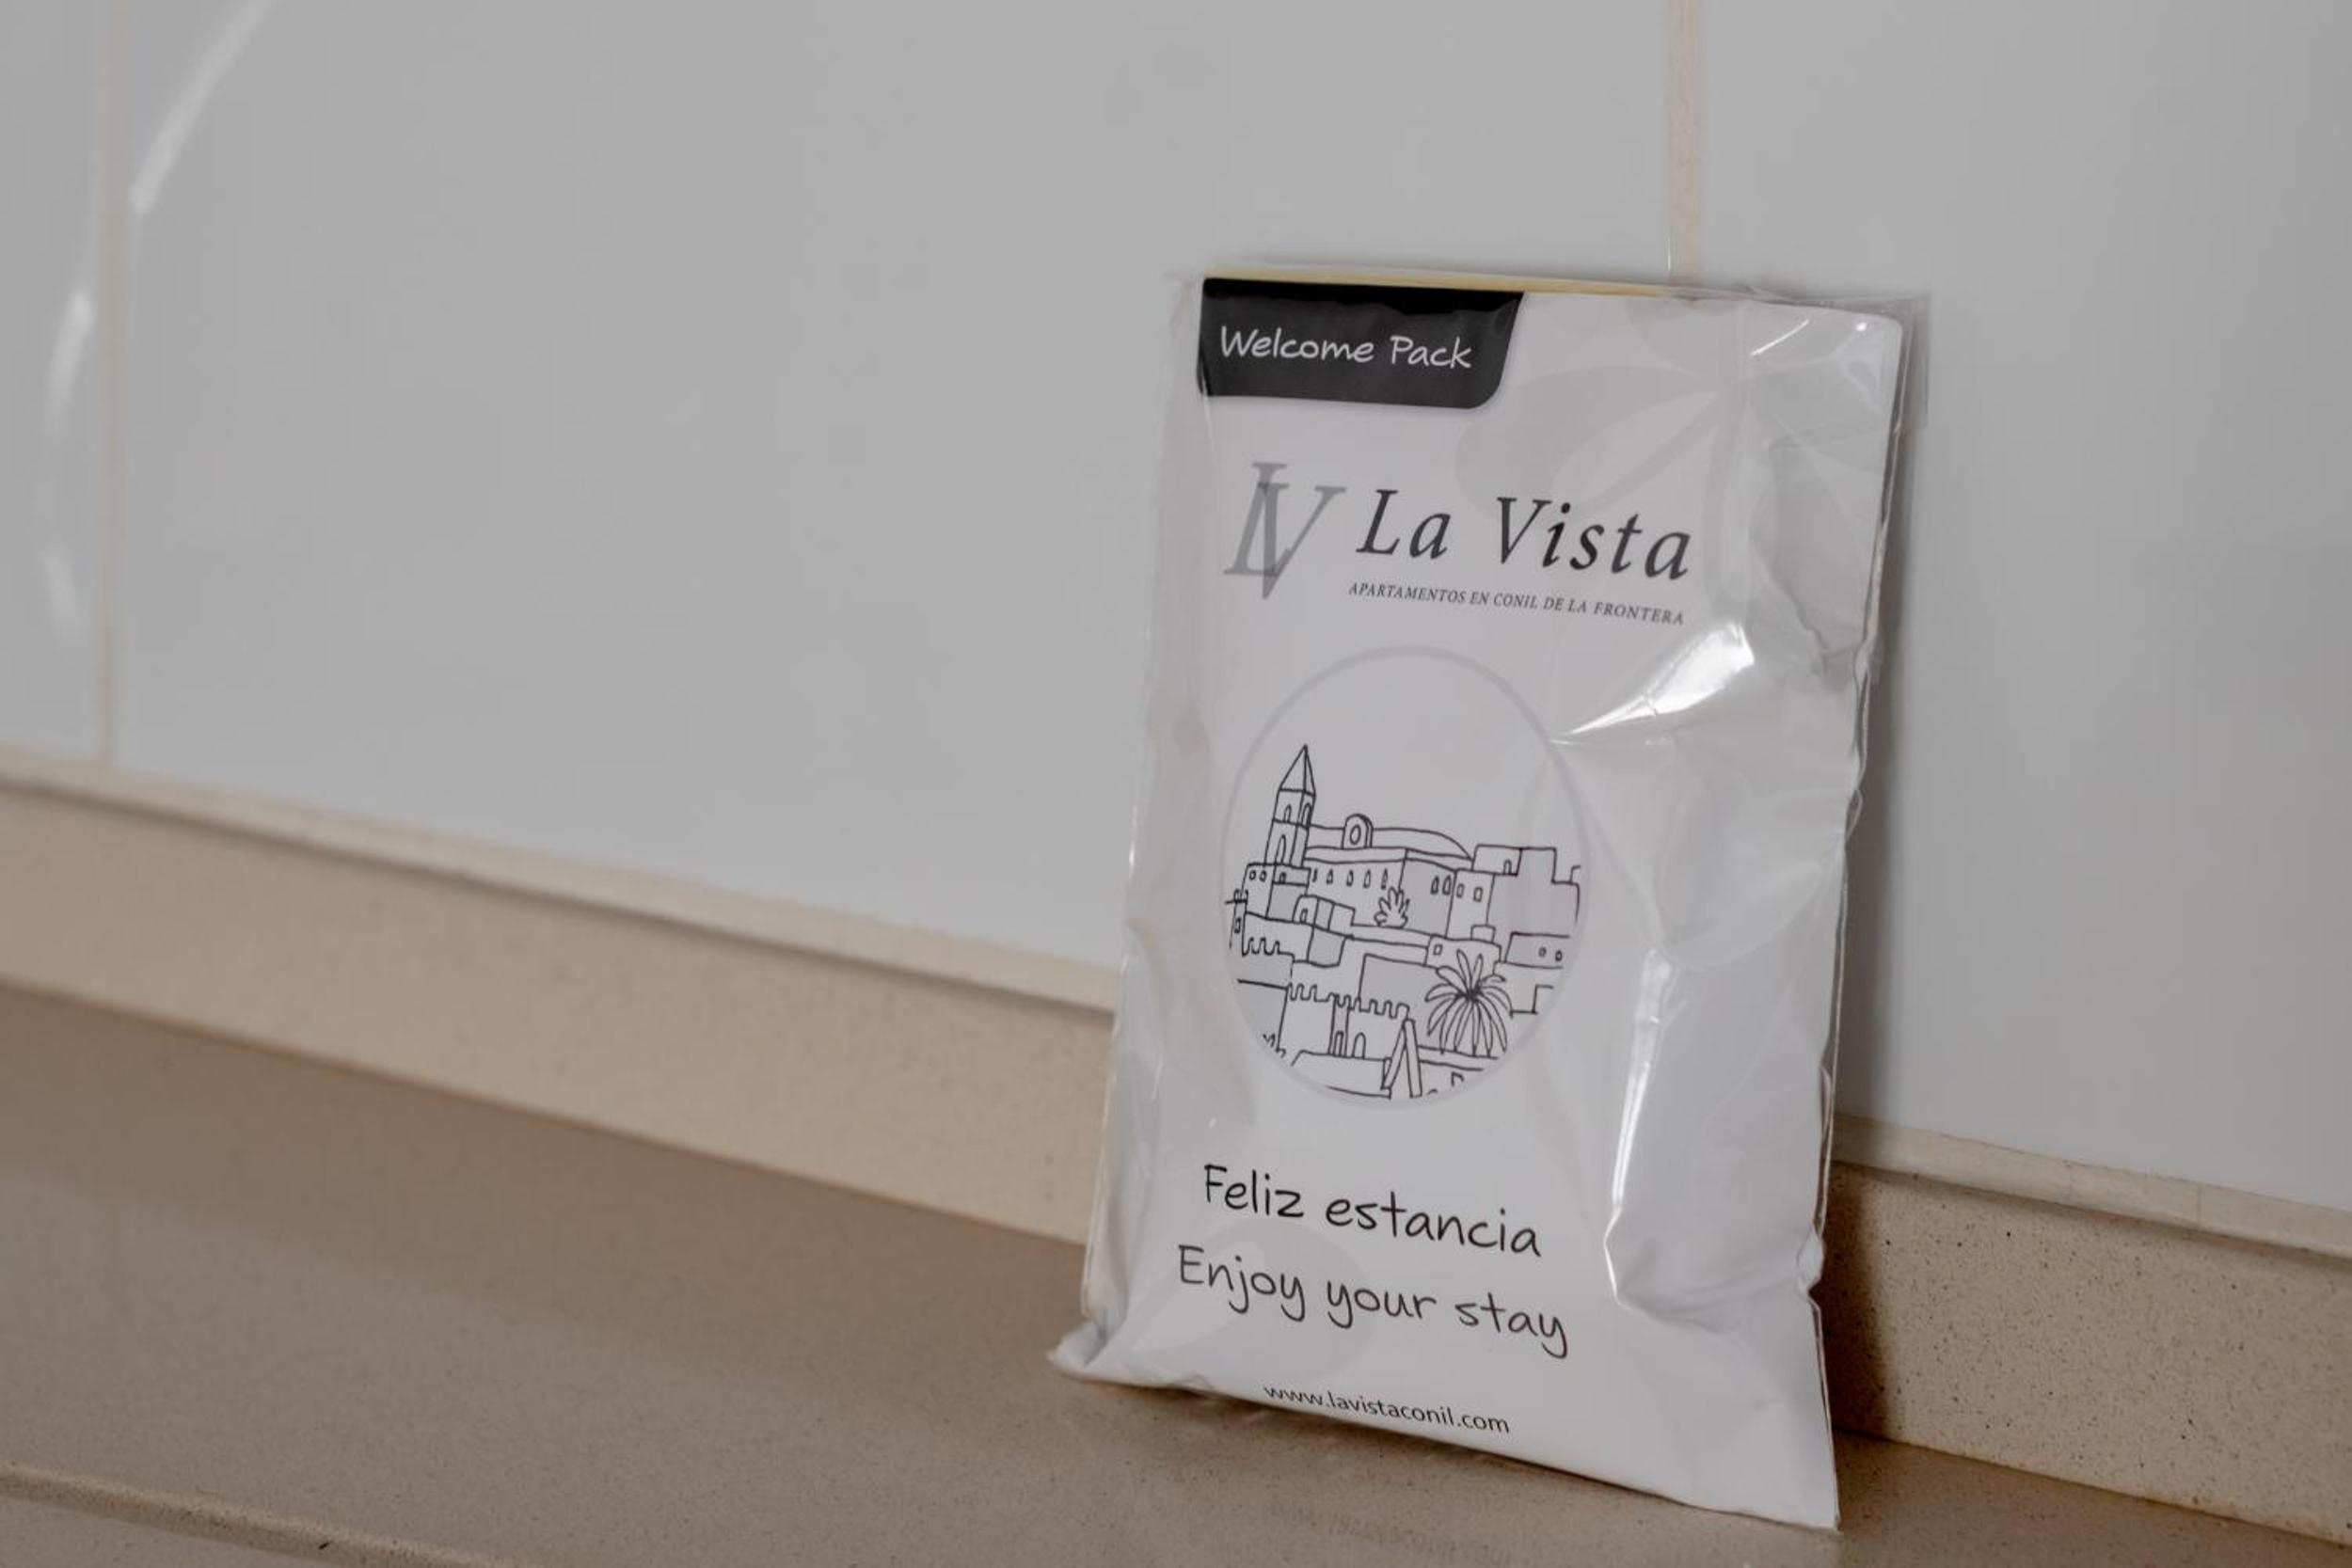 Welcome Pack
LV La Vista
APARTAMENTOS EN CONIL DE LA FRONTERA
Feliz estancia
Enjoy your stay
www.lavistaconil.com